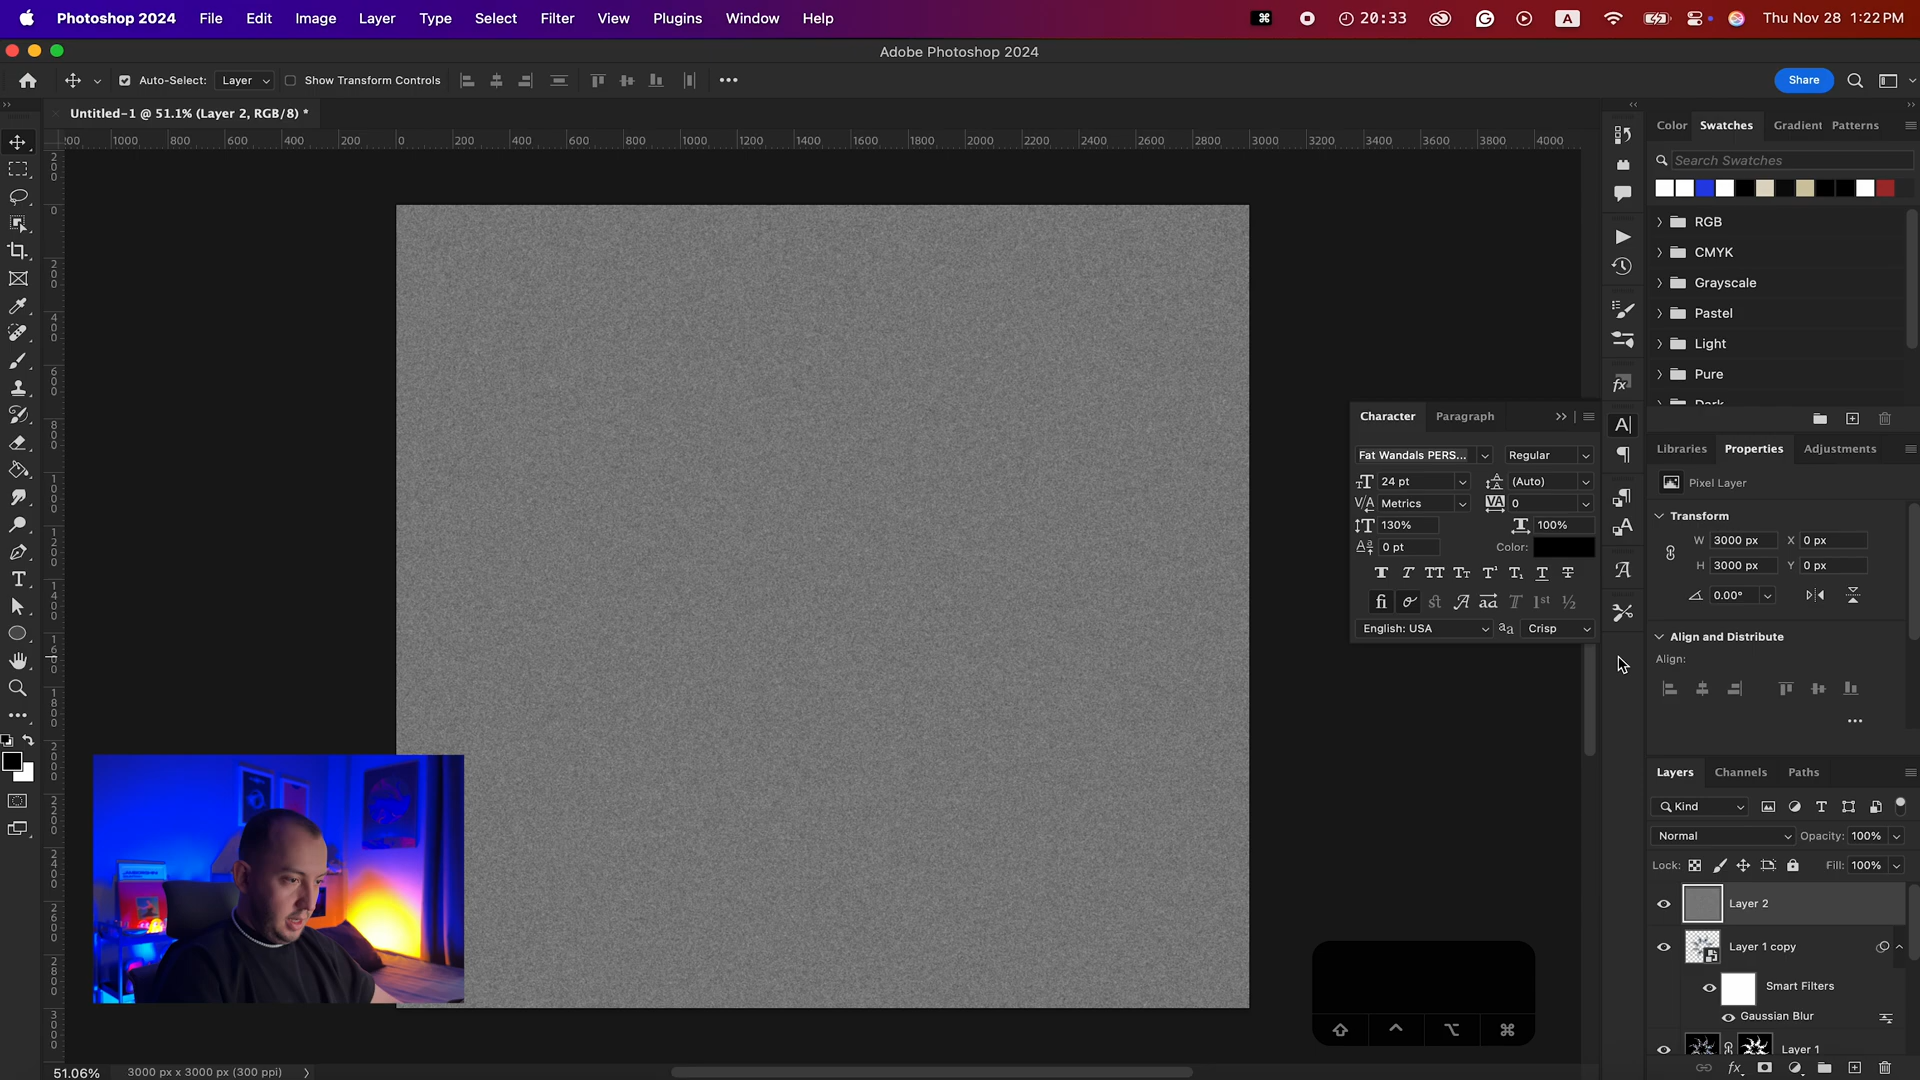 Photoshop 2024 File Edit Image Layer Type Select Filter View Plugins Window Help
20:33 A Thu Nov 28 1:22 PM
Adobe Photoshop 2024
Auto-Select: Layer Show Transform Controls
Share
Untitled-1 @ 51.1% (Layer 2, RGB/8) *
1000 800 600 400 200 0 200 400 600 800 1000 1200 1400 1600 1800 2000 2200 2400 2600 2800 3000 3200 3400 3600 3800 4000
Color Swatches Gradient Patterns
Search Swatches
RGB
CMYK
Grayscale
Pastel
Light
Pure
Dark
Character Paragraph
Fat Wandals PERS... Regular
24 pt (Auto)
Metrics 0
130% 100%
0 pt Color:
English: USA Crisp
Libraries Properties Adjustments
Pixel Layer
Transform
W 3000 px X 0 px
H 3000 px Y 0 px
0.00°
Align and Distribute
Align:
Layers Channels Paths
Kind
Normal Opacity: 100%
Lock: Fill: 100%
Layer 2
Layer 1 copy
Smart Filters
Gaussian Blur
Layer 1
51.06% 3000 px x 3000 px (300 ppi)